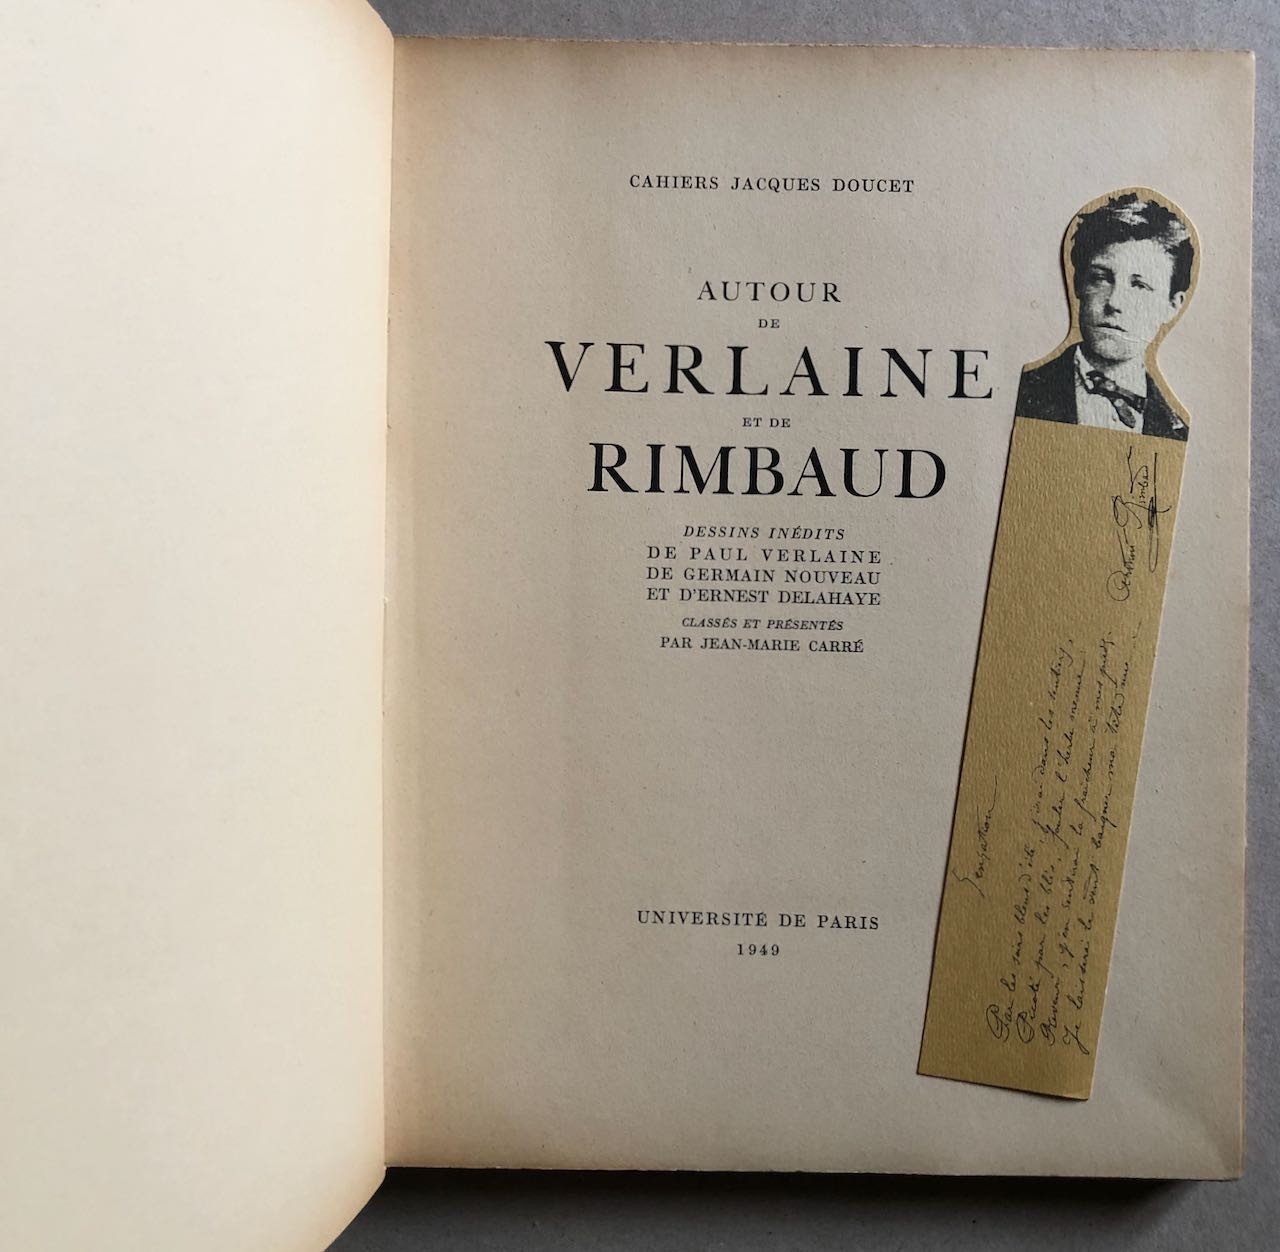 CAHIERS JACQUES DOUCET
AUTOUR
DE
VERLAINE
ET DE
RIMBAUD
DESSINS INÉDITS
DE PAUL VERLAINE
DE GERMAIN NOUVEAU
ET D'ERNEST DELAHAYE
CLASSÉS ET PRÉSENTÉS
PAR JEAN-MARIE CARRÉ
UNIVERSITÉ DE PARIS
1949
Sensation
Par les soirs bleus d'été, j'irai dans les sentiers,
Picoté par les blés, fouler l'herbe menue :
Rêveur, j'en sentirai la fraîcheur à mes pieds.
Je laisserai le vent baigner ma tête nue...
Arthur Rimbaud